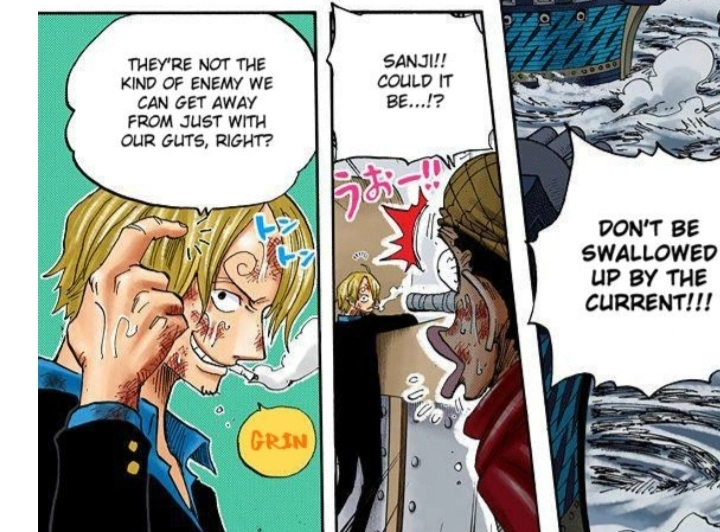 DON'T BE
SWALLOWED
UP BY THE
CURRENT!!!
SANJI!!
COULD IT
BE...!?
うおー!!
THEY'RE NOT THE
KIND OF ENEMY WE
CAN GET AWAY
FROM JUST WITH
OUR GUTS, RIGHT?
トン
トン
GRIN